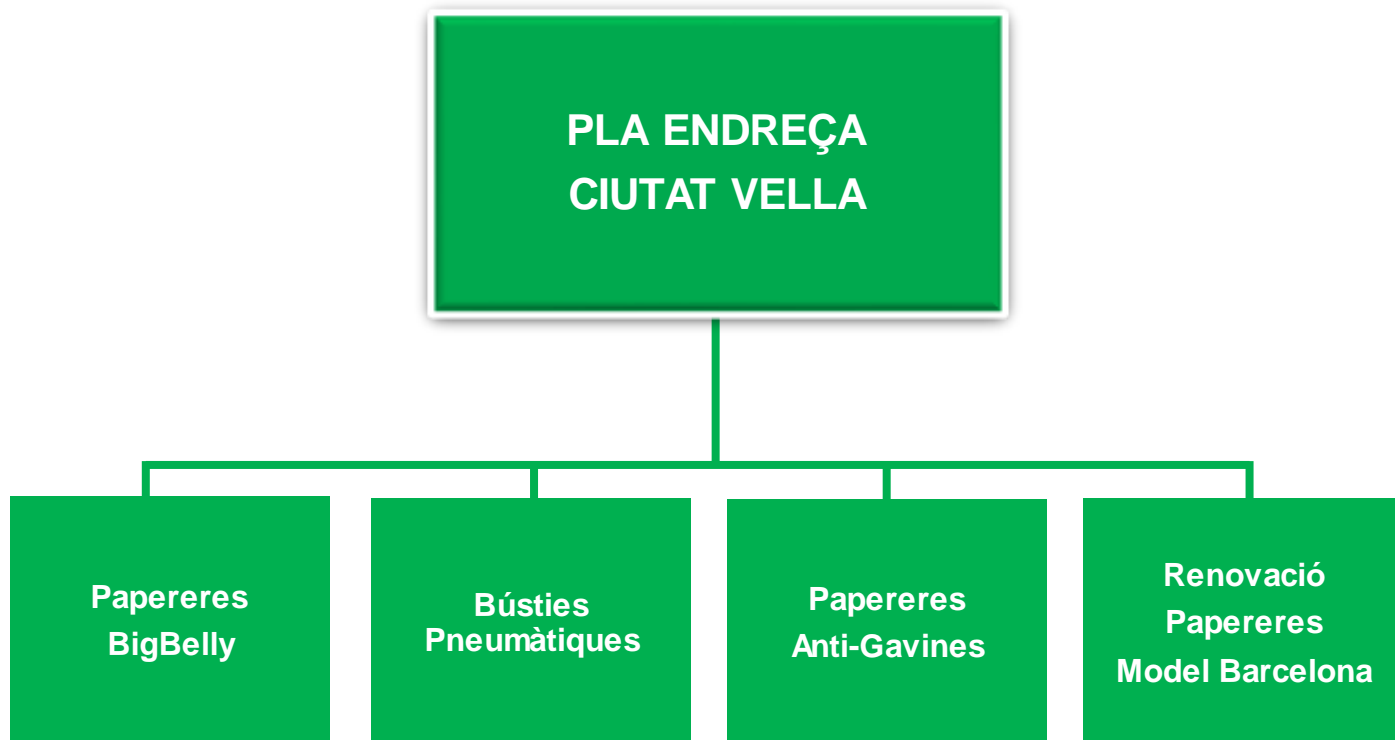 PLA ENDREÇA
CIUTAT VELLA
Papereres
BigBelly
Bústies
Pneumàtiques
Papereres
Anti-Gavines
Renovació
Papereres
Model Barcelona